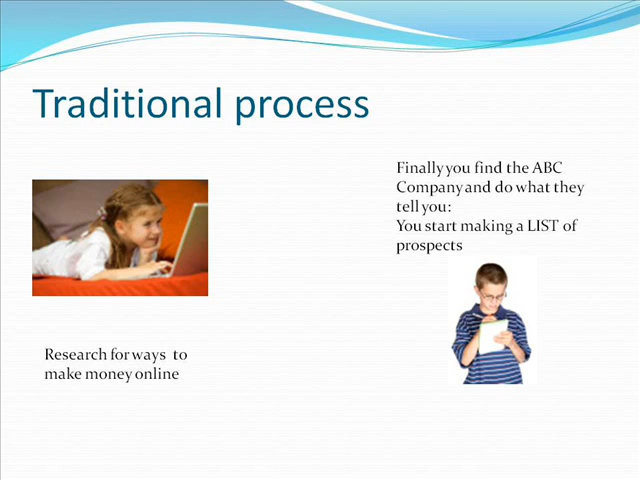 Traditional process
Finally you find the ABC
Company and do what they
tell you:
You start making a LIST of
prospects
Research for ways to
make money online